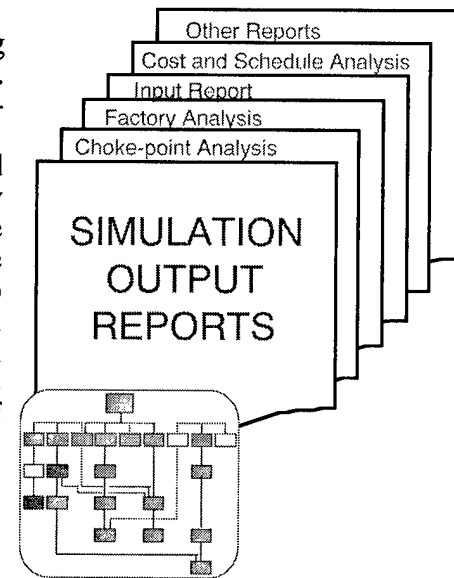 Other Reports
Cost and Schedule Analysis
Input Report
Factory Analysis
Choke-point Analysis
SIMULATION
OUTPUT
REPORTS